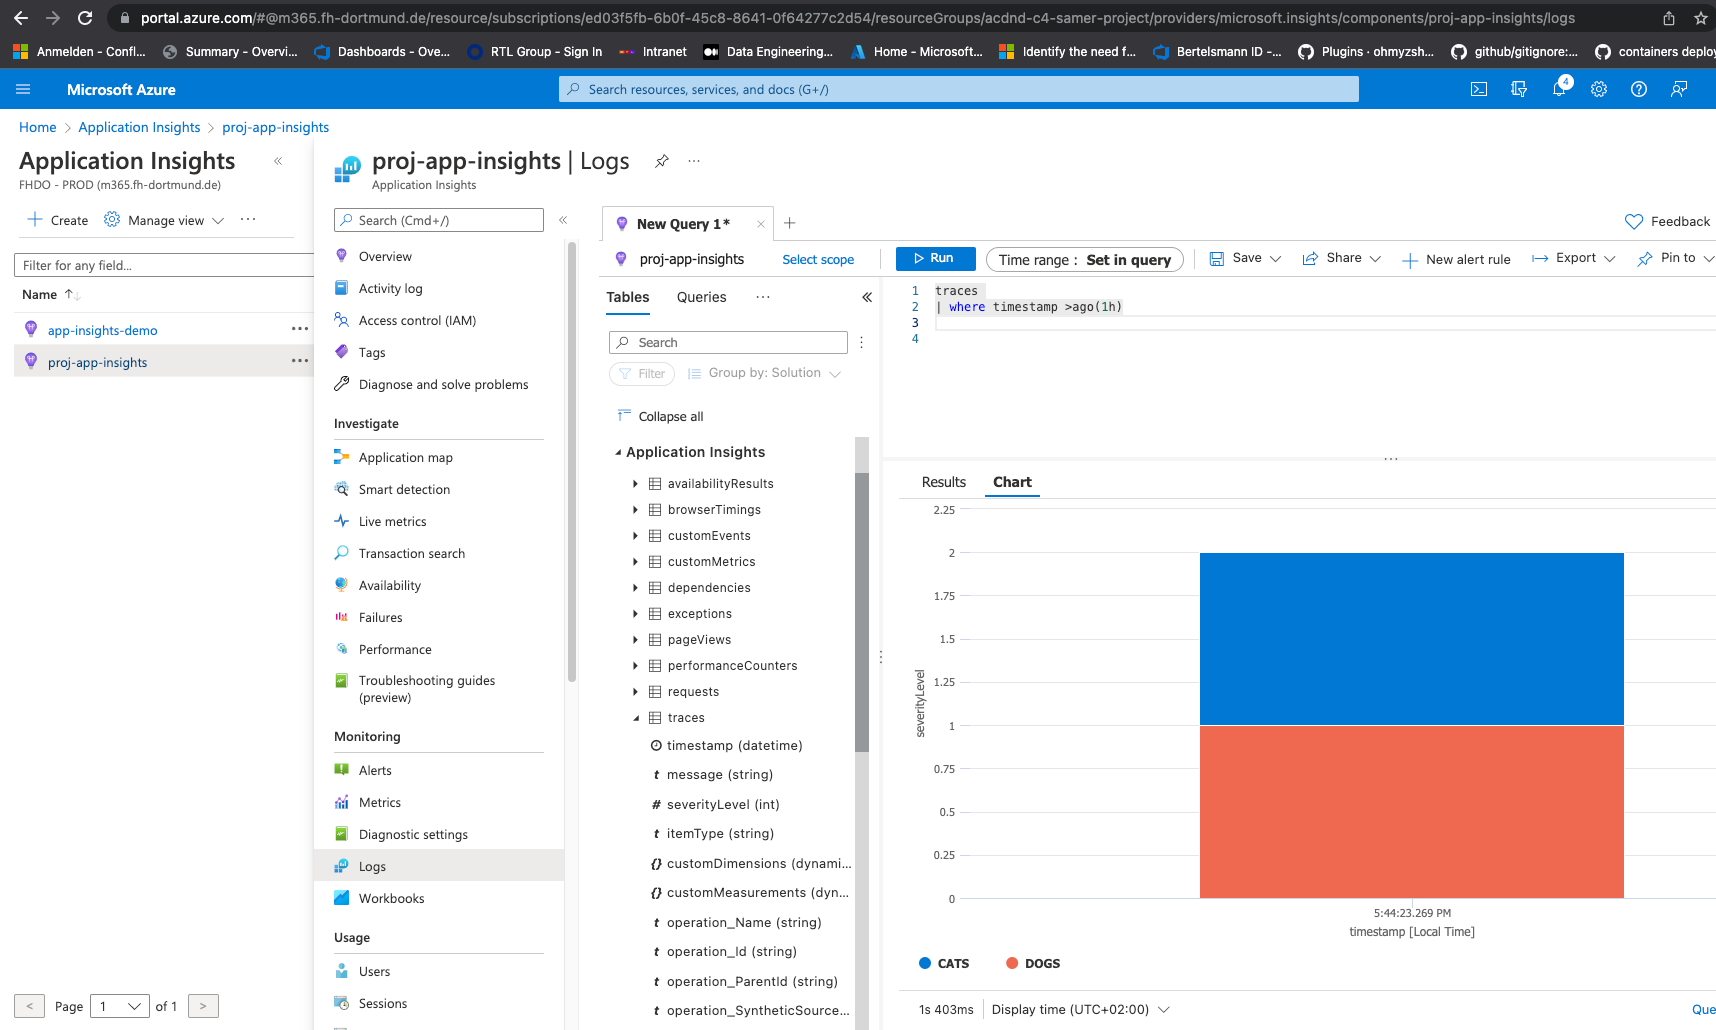 portal.azure.com/#@m365.fh-dortmund.de/resource/subscriptions/ed03f5fb-6b0f-45c8-8641-0f64277c2d54/resourceGroups/acdnd-c4-samer-project/providers/microsoft.insights/components/proj-app-insights/logs
Anmelden - Confl... Summary - Overvi... Dashboards - Ove... RTL Group - Sign In Intranet Data Engineering... Home - Microsoft... Identify the need f... Bertelsmann ID -... Plugins · ohmyzsh... github/gitignore:... containers deploy
Microsoft Azure
Search resources, services, and docs (G+/)
4
Home > Application Insights > proj-app-insights
Application Insights
FHDO - PROD (m365.fh-dortmund.de)
Create Manage view ...
Filter for any field...
Name
app-insights-demo
proj-app-insights
< Page 1 of 1 >
proj-app-insights | Logs
Application Insights
Search (Cmd+/)
Overview
Activity log
Access control (IAM)
Tags
Diagnose and solve problems
Investigate
Application map
Smart detection
Live metrics
Transaction search
Availability
Failures
Performance
Troubleshooting guides
(preview)
Monitoring
Alerts
Metrics
Diagnostic settings
Logs
Workbooks
Usage
Users
Sessions
New Query 1*
Feedback
proj-app-insights Select scope
Run Time range : Set in query Save Share New alert rule Export Pin to
Tables Queries ...
Search
Filter Group by: Solution
Collapse all
Application Insights
availabilityResults
browserTimings
customEvents
customMetrics
dependencies
exceptions
pageViews
performanceCounters
requests
traces
timestamp (datetime)
t message (string)
# severityLevel (int)
t itemType (string)
{} customDimensions (dynami...
{} customMeasurements (dyn...
t operation_Name (string)
t operation_Id (string)
t operation_ParentId (string)
t operation_SyntheticSource...
1 traces
2 | where timestamp >ago(1h)
3
4
Results Chart
2.25
2
1.75
1.5
1.25
1
0.75
0.5
0.25
0
severityLevel
5:44:23.269 PM
timestamp [Local Time]
CATS DOGS
1s 403ms Display time (UTC+02:00) Que